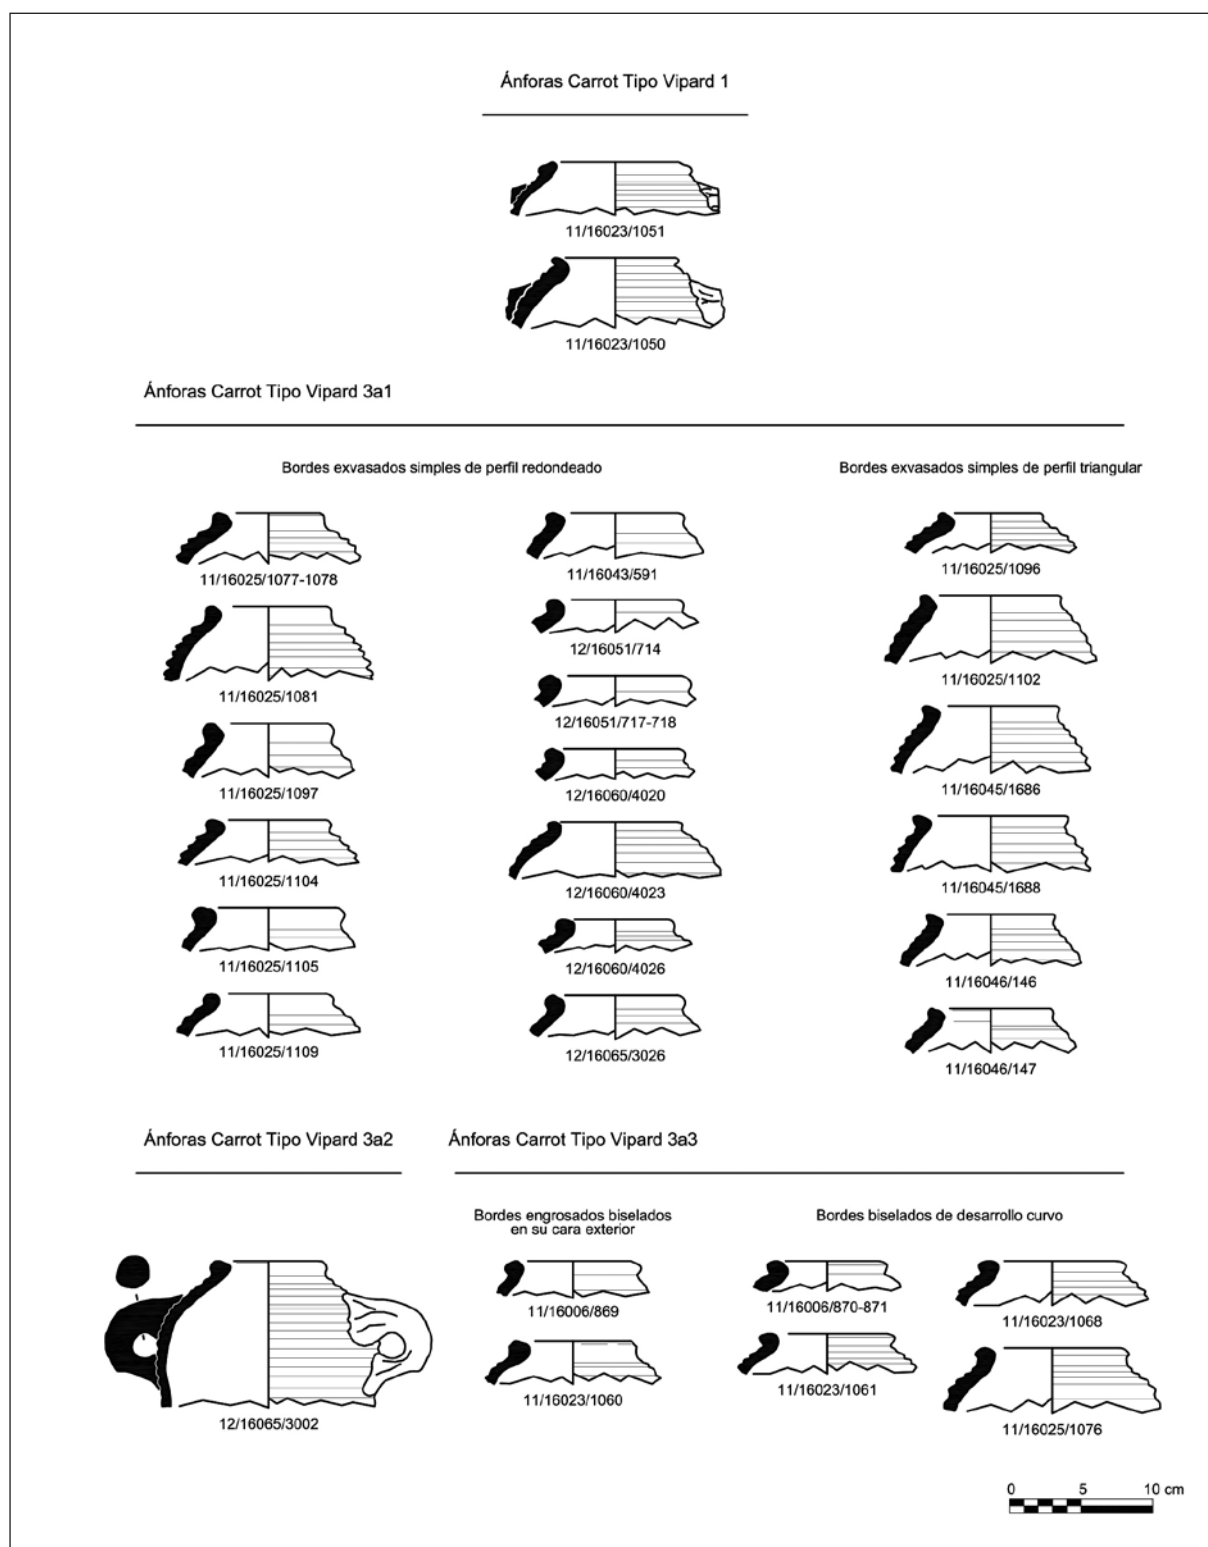 Ánforas Carrot Tipo Vipard 1
11/16023/1051
11/16023/1050
Ánforas Carrot Tipo Vipard 3a1
Bordes exvasados simples de perfil redondeado
11/16025/1077-1078
11/16025/1081
11/16025/1097
11/16025/1104
11/16025/1105
11/16025/1109
11/16043/591
12/16051/714
12/16051/717-718
12/16060/4020
12/16060/4023
12/16060/4026
12/16065/3026
Bordes exvasados simples de perfil triangular
11/16025/1096
11/16025/1102
11/16045/1686
11/16045/1688
11/16046/146
11/16046/147
Ánforas Carrot Tipo Vipard 3a2
12/16065/3002
Ánforas Carrot Tipo Vipard 3a3
Bordes engrosados biselados
en su cara exterior
11/16006/869
11/16023/1060
Bordes biselados de desarrollo curvo
11/16006/870-871
11/16023/1061
11/16023/1068
11/16025/1076
0 5 10 cm